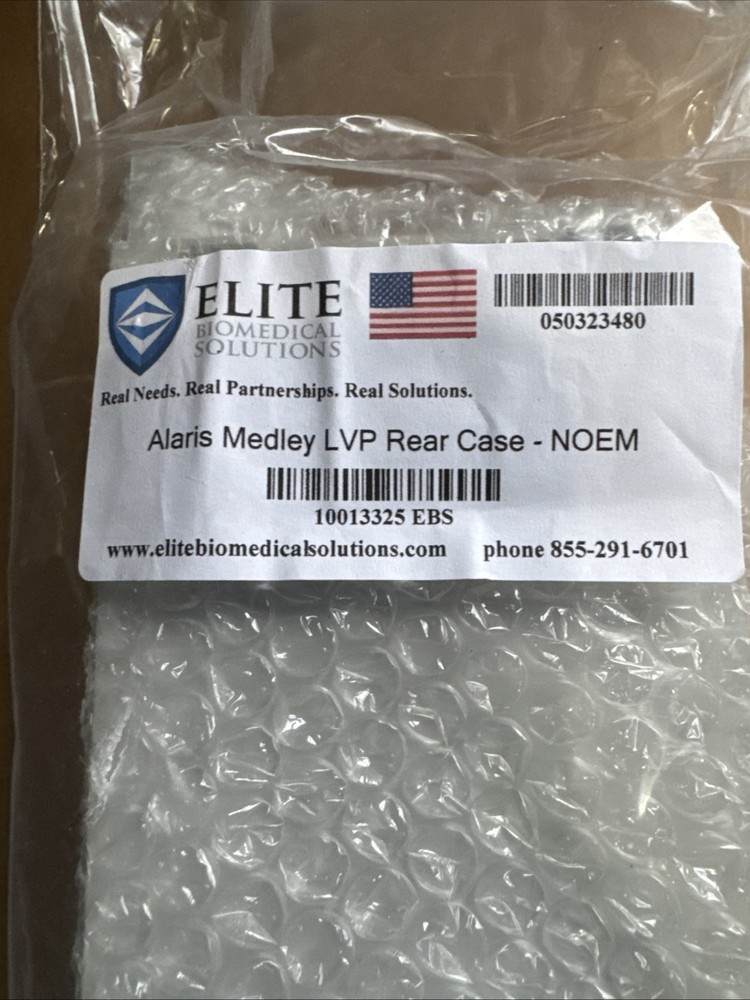 ELITE
BIOMEDICAL
SOLUTIONS
050323480
Real Needs. Real Partnerships. Real Solutions.
Alaris Medley LVP Rear Case - NOEM
10013325 EBS
www.elitebiomedicalsolutions.com phone 855-291-6701